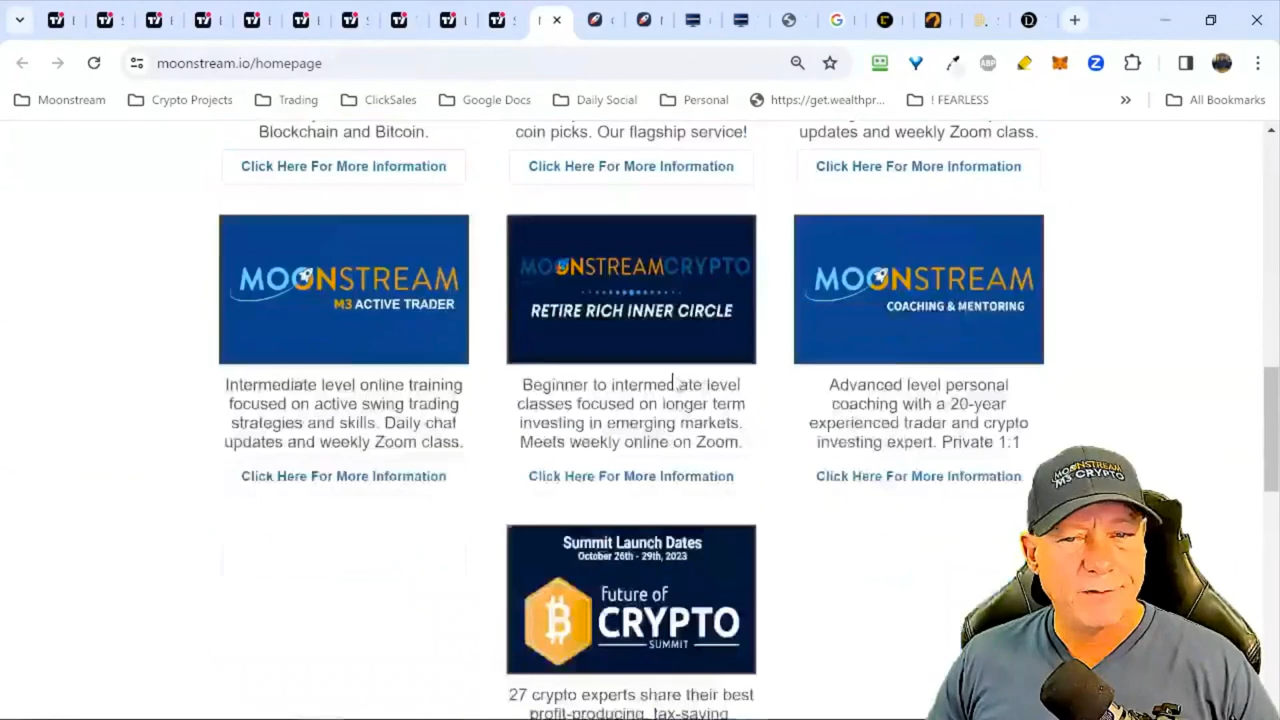 moonstream.io/homepage
Moonstream
Crypto Projects
Trading
ClickSales
Google Docs
Daily Social
Personal
https://get.wealthpr...
! FEARLESS
»
All Bookmarks
Blockchain and Bitcoin.
coin picks. Our flagship service!
updates and weekly Zoom class.
Click Here For More Information
Click Here For More Information
Click Here For More Information
MOONSTREAM
M3 ACTIVE TRADER
MOONSTREAMCRYPTO
RETIRE RICH INNER CIRCLE
MOONSTREAM
COACHING & MENTORING
Intermediate level online training
focused on active swing trading
strategies and skills. Daily chat
updates and weekly Zoom class.
Beginner to intermediate level
classes focused on longer term
investing in emerging markets.
Meets weekly online on Zoom.
Advanced level personal
coaching with a 20-year
experienced trader and crypto
investing expert. Private 1:1
Click Here For More Information
Click Here For More Information
Click Here For More Information
Summit Launch Dates
October 26th - 29th, 2023
Future of
CRYPTO
SUMMIT
27 crypto experts share their best
profit-producing, tax-saving
MOONSTREAM
M3 CRYPTO